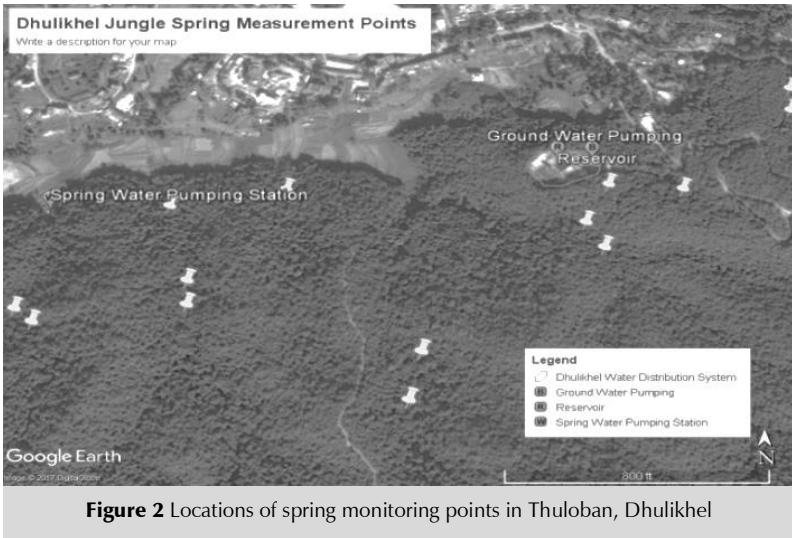 Dhulikhel Jungle Spring Measurement Points
Write a description for your map
Ground Water Pumping
Reservoir
Spring Water Pumping Station
Legend
Dhulikhel Water Distribution System
Ground Water Pumping
R Reservoir
W Spring Water Pumping Station
Google Earth
© 2017 DigitalGlobe
N
800 ft
Figure 2 Locations of spring monitoring points in Thuloban, Dhulikhel